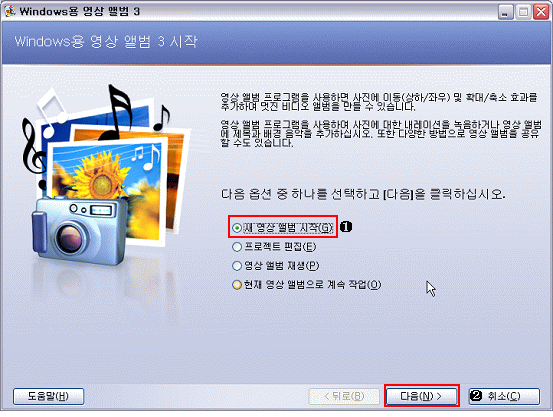 Windows용 영상 앨범 3
Windows용 영상 앨범 3 시작
영상 앨범 프로그램을 사용하면 사진에 이동(상하/좌우) 및 확대/축소 효과를
추가하여 멋진 비디오 앨범을 만들 수 있습니다.
영상 앨범 프로그램을 사용하여 사진에 대한 내레이션을 녹음하거나 영상 앨범
에 제목과 배경 음악을 추가하십시오. 또한 다양한 방법으로 영상 앨범을 공유
할 수도 있습니다.
다음 옵션 중 하나를 선택하고 [다음]을 클릭하십시오.
새 영상 앨범 시작(G) 1
프로젝트 편집(E)
영상 앨범 재생(P)
현재 영상 앨범으로 계속 작업(O)
도움말(H) < 뒤로(B) 다음(N) > 2 취소(C)